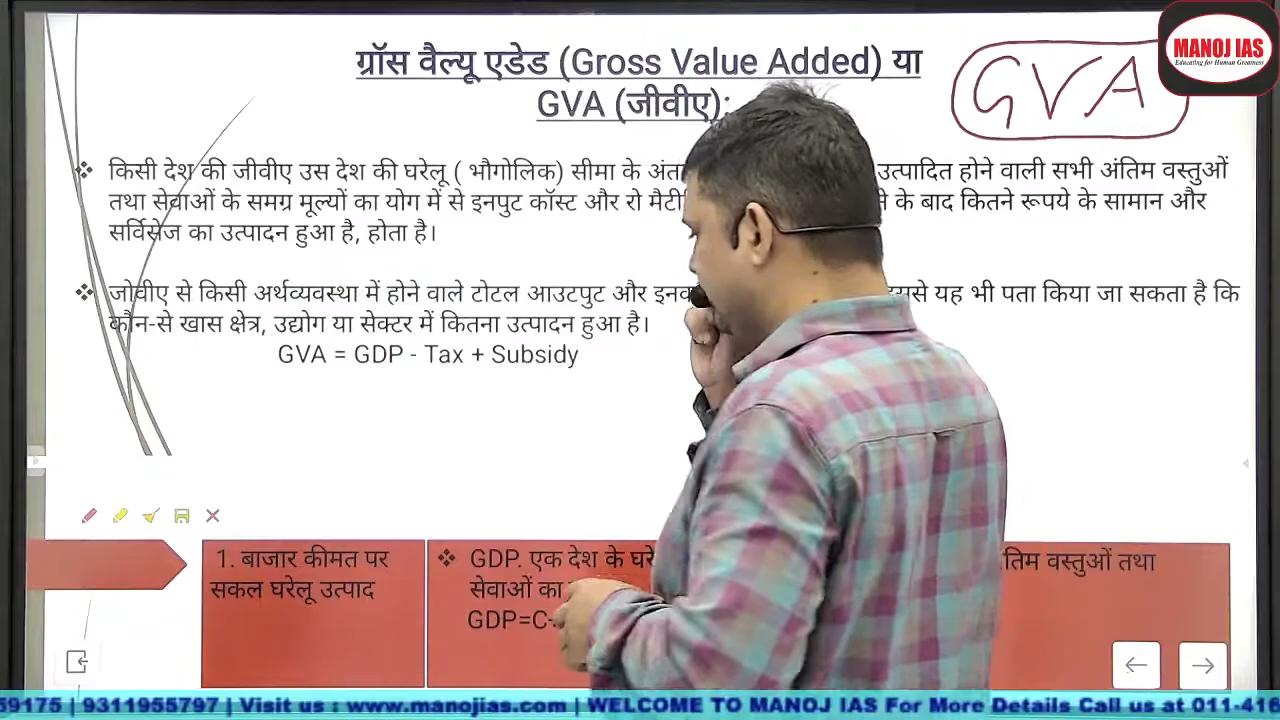 ग्रॉस वैल्यू एडेड (Gross Value Added) या
GVA (जीवीए):
GVA
MANOJ IAS
Educating for Human Greatness
❖ किसी देश की जीवीए उस देश की घरेलू ( भौगोलिक) सीमा के उत्पादित होने वाली सभी अंतिम वस्तुओं
तथा सेवाओं के समग्र मूल्यों का योग में से इनपुट कॉस्ट और रो के बाद कितने रूपये के सामान और
सर्विसेज का उत्पादन हुआ है, होता है।
❖ जीवीए से किसी अर्थव्यवस्था में होने वाले टोटल आउटपुट और यह भी पता किया जा सकता है कि
कौन-से खास क्षेत्र, उद्योग या सेक्टर में कितना उत्पादन हुआ है।
GVA = GDP - Tax + Subsidy
1. बाजार कीमत पर
सकल घरेलू उत्पाद
❖ GDP. एक देश के वस्तुओं तथा
सेवाओं का
GDP=C
59175 | 9311955797 | Visit us : www.manojias.com | WELCOME TO MANOJ IAS For More Details Call us at 011-416